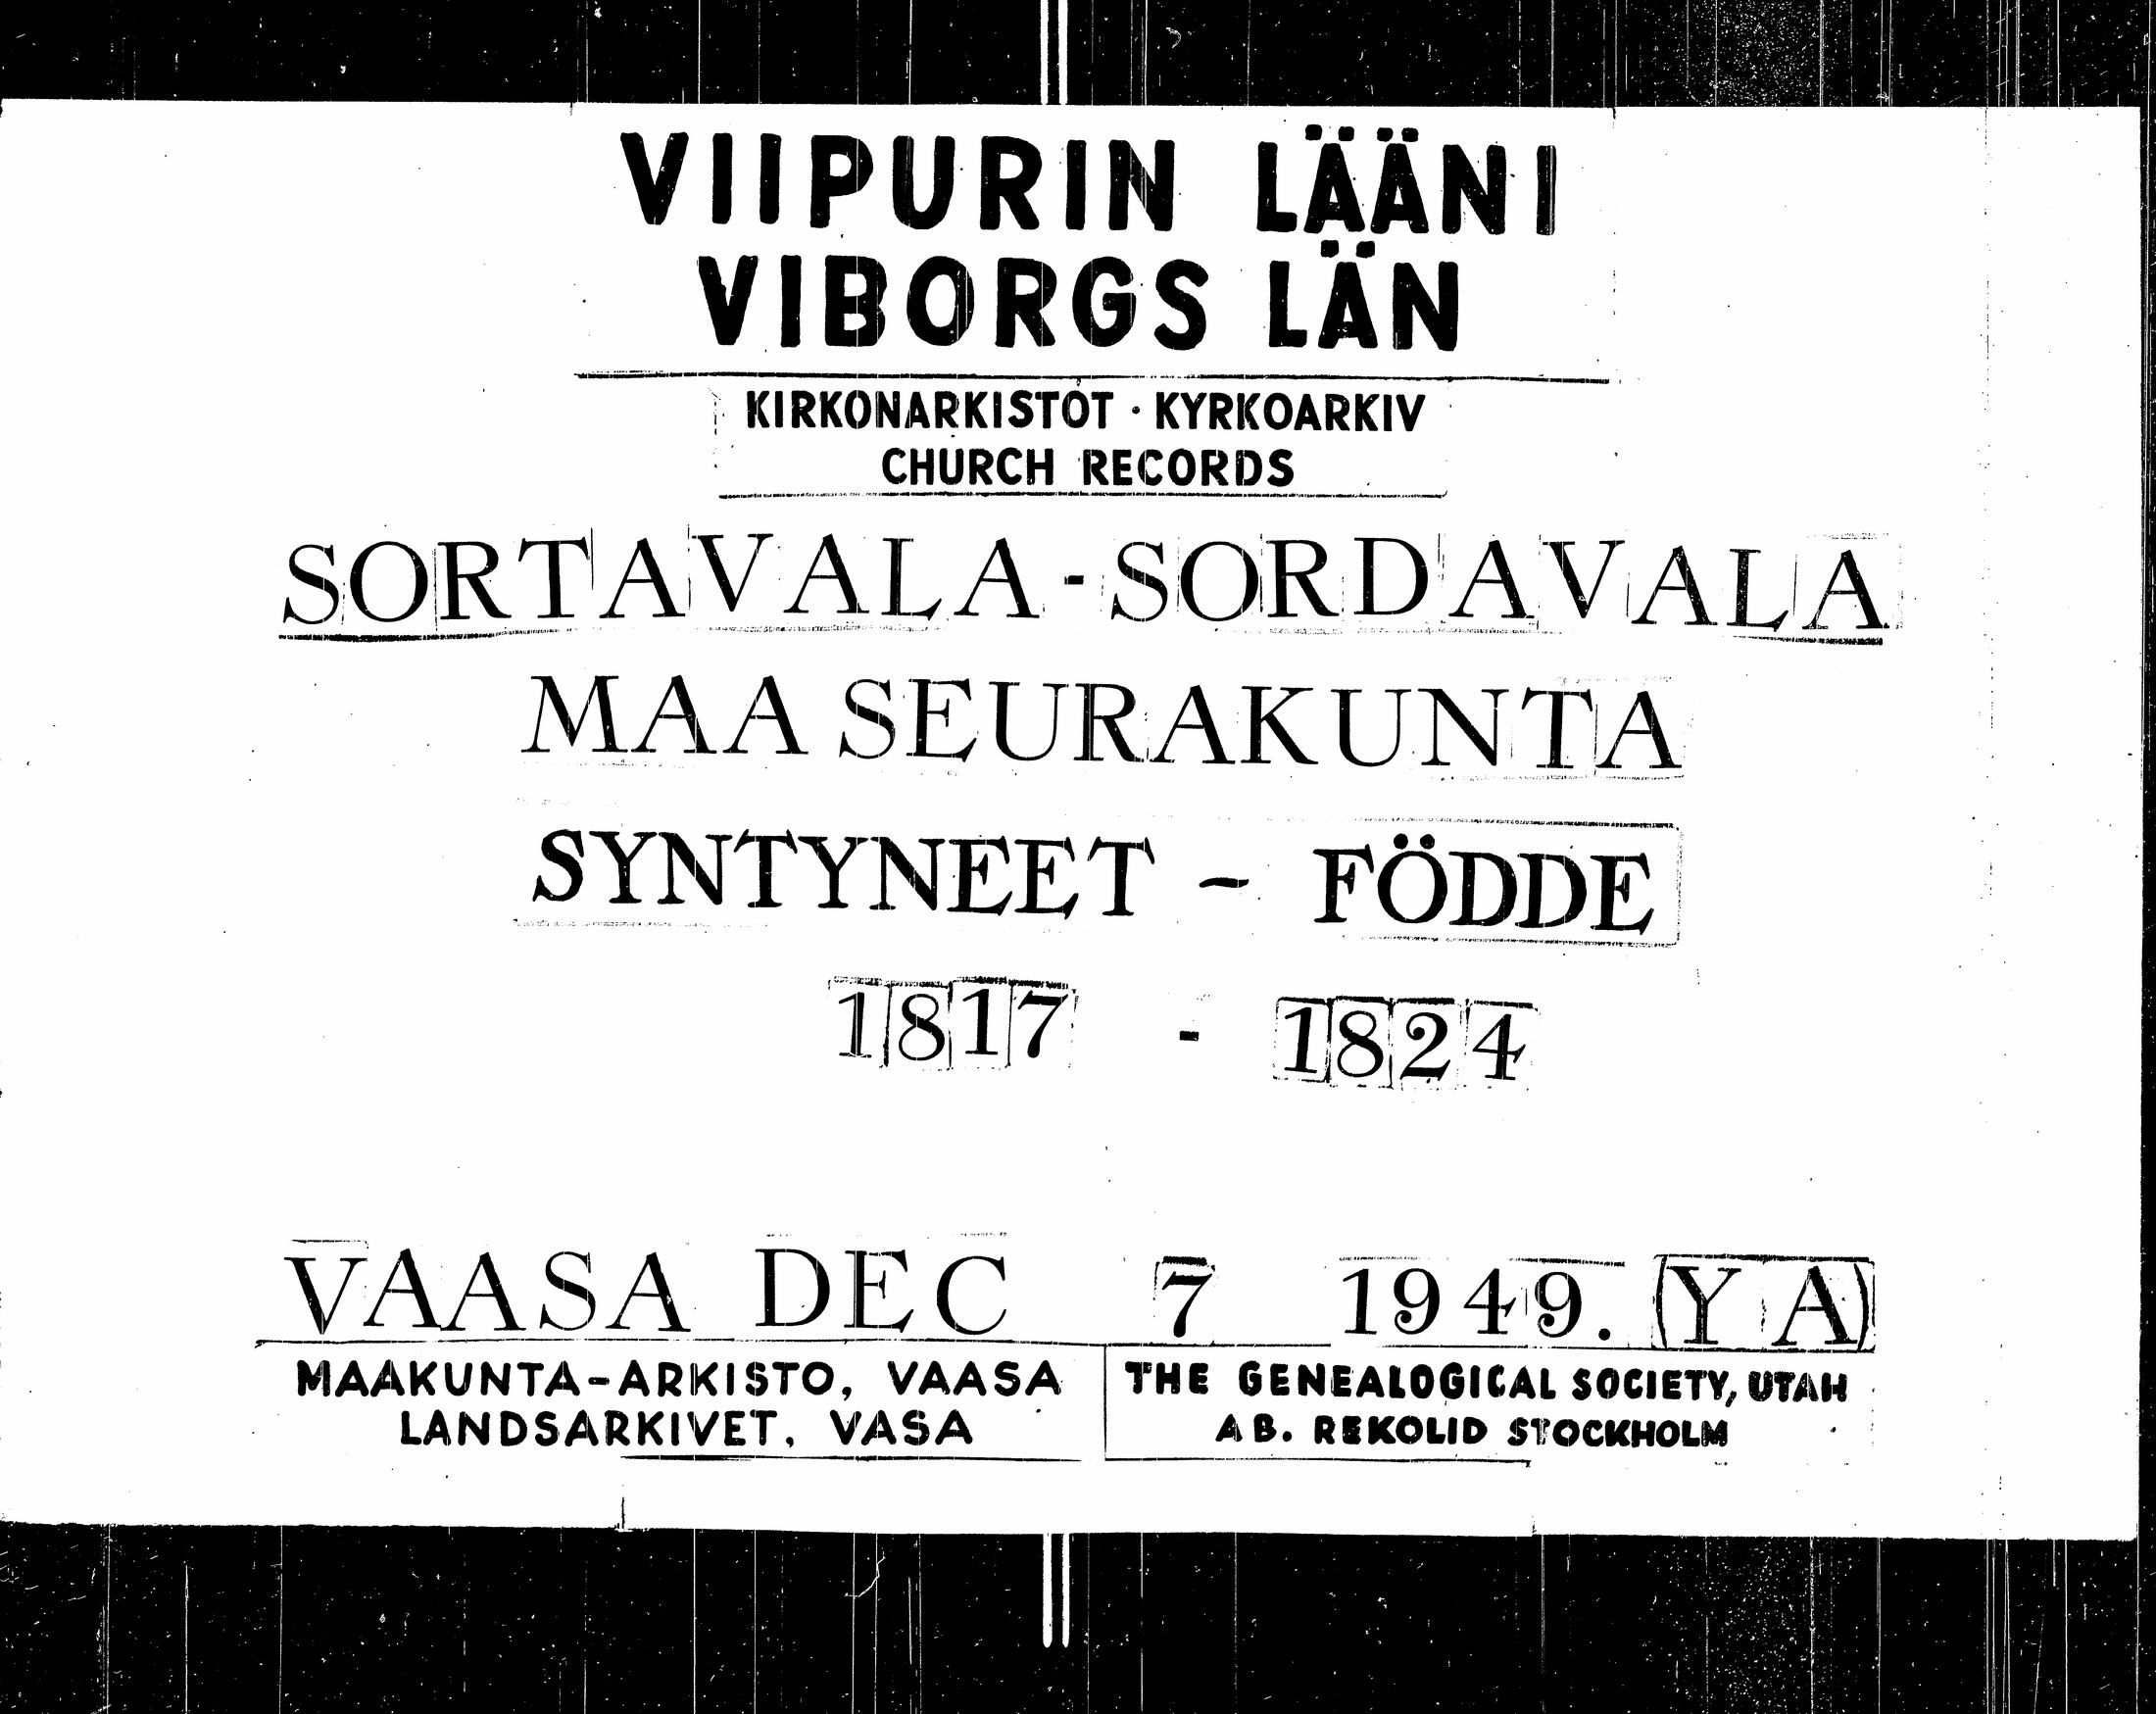 VIIPURIN LÄÄNI
VIBORGS LÄN
KIRKONARKISTOT · KYRKOARKIV
CHURCH RECORDS
SORTAVALA - SORDAVALA
MAA SEURAKUNTA
SYNTYNEET - FÖDDE
1817 - 1824
VAASA DEC 7 1949. (Y A)
MAAKUNTA-ARKISTO, VAASA
LANDSARKIVET, VASA
THE GENEALOGICAL SOCIETY, UTAH
AB. REKOLID STOCKHOLM